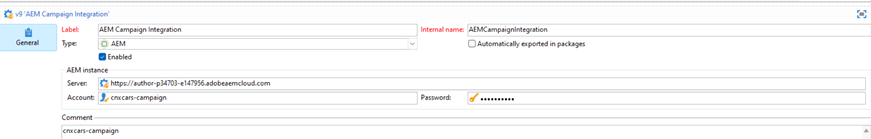 v9 'AEM Campaign Integration'
General
Label: AEM Campaign Integration Internal name: AEMCampaignIntegration
Type: AEM Automatically exported in packages
Enabled
AEM instance
Server: https://author-p34703-e147956.adobeaemcloud.com
Account: cnxcars-campaign Password: ••••••••••
Comment
cnxcars-campaign